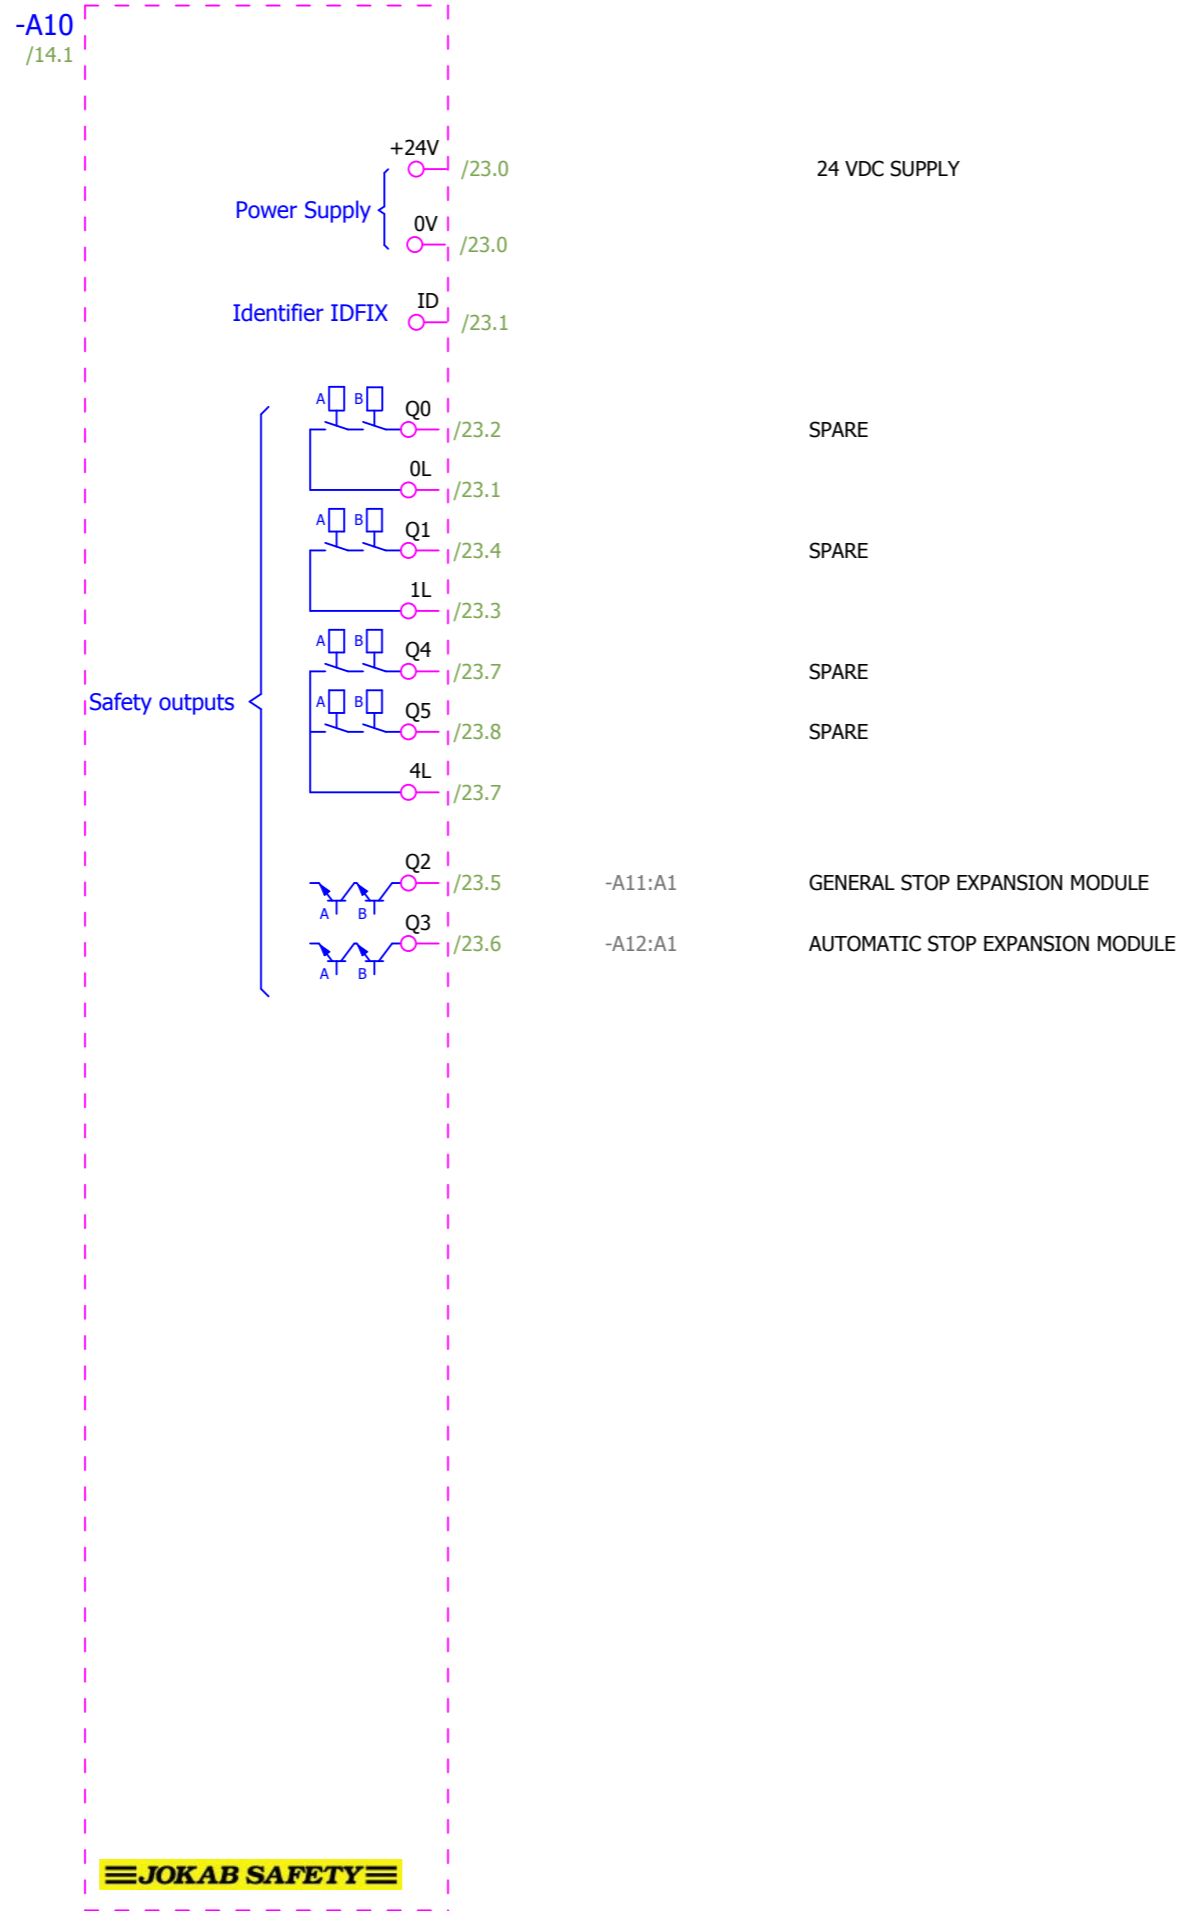 -A10
/14.1
+24V
/23.0 24 VDC SUPPLY
Power Supply
0V
/23.0
Identifier IDFIX ID
/23.1
A B Q0
/23.2 SPARE
0L
/23.1
A B Q1
/23.4 SPARE
1L
/23.3
A B Q4
/23.7 SPARE
Safety outputs
A B Q5
/23.8 SPARE
4L
/23.7
Q2
/23.5 -A11:A1 GENERAL STOP EXPANSION MODULE
A B
Q3
/23.6 -A12:A1 AUTOMATIC STOP EXPANSION MODULE
A B
JOKAB SAFETY